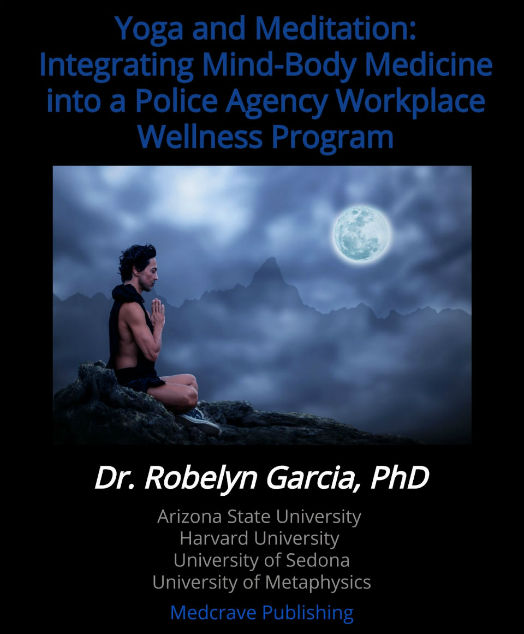 Yoga and Meditation:
Integrating Mind-Body Medicine
into a Police Agency Workplace
Wellness Program
Dr. Robelyn Garcia, PhD
Arizona State University
Harvard University
University of Sedona
University of Metaphysics
Medcrave Publishing